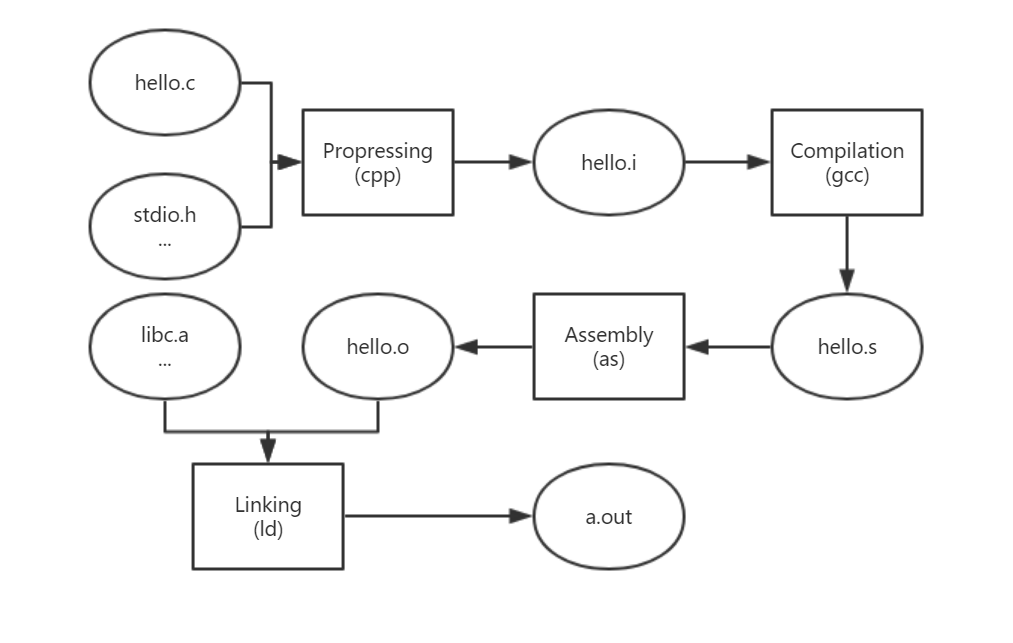 hello.c
stdio.h
...
Propressing
(cpp)
hello.i
Compilation
(gcc)
hello.s
Assembly
(as)
hello.o
libc.a
...
Linking
(ld)
a.out